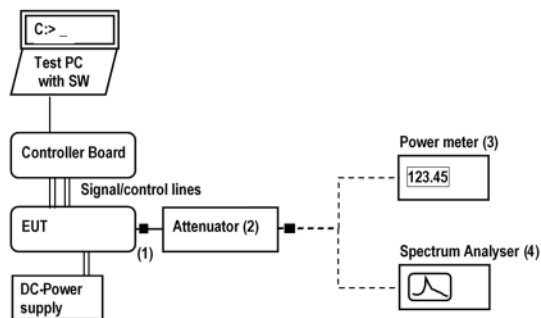 C:> _
Test PC
with SW
Controller Board
Signal/control lines
EUT
(1)
Attenuator (2)
Power meter (3)
123.45
Spectrum Analyser (4)
DC-Power
supply